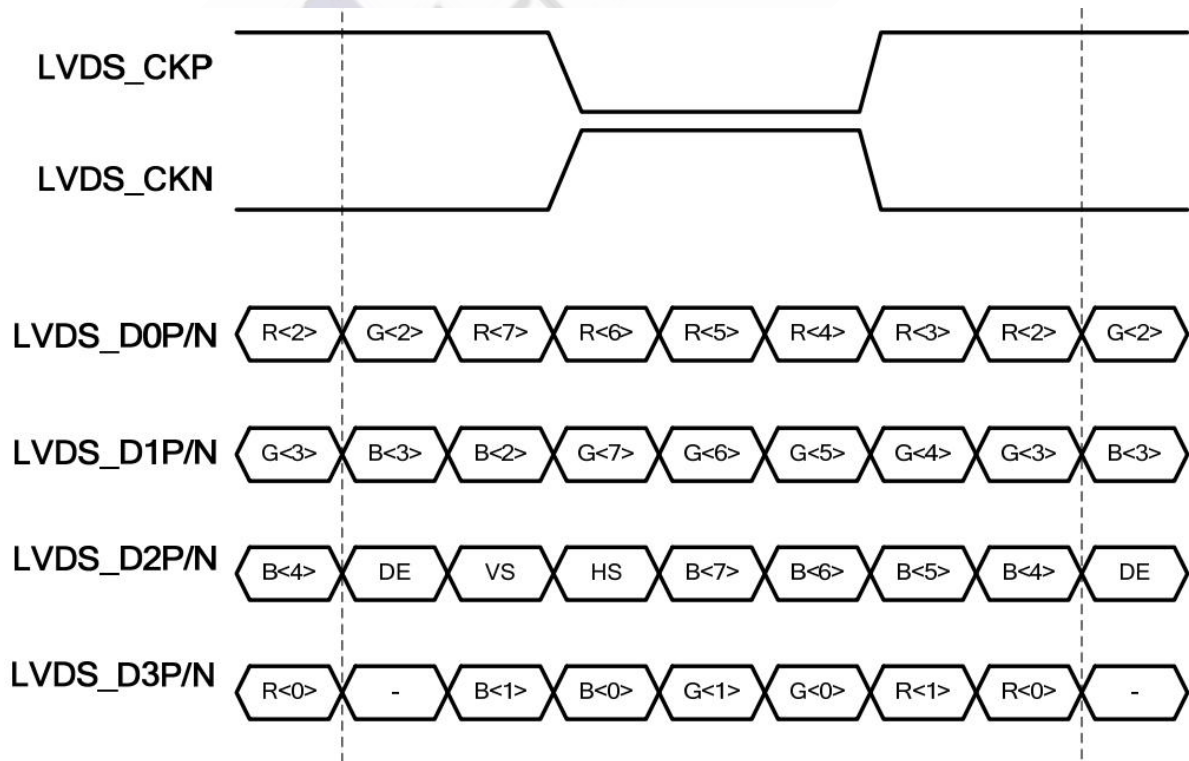 LVDS_CKP
LVDS_CKN
LVDS_D0P/N R<2> G<2> R<7> R<6> R<5> R<4> R<3> R<2> G<2>
LVDS_D1P/N G<3> B<3> B<2> G<7> G<6> G<5> G<4> G<3> B<3>
LVDS_D2P/N B<4> DE VS HS B<7> B<6> B<5> B<4> DE
LVDS_D3P/N R<0> - B<1> B<0> G<1> G<0> R<1> R<0> -